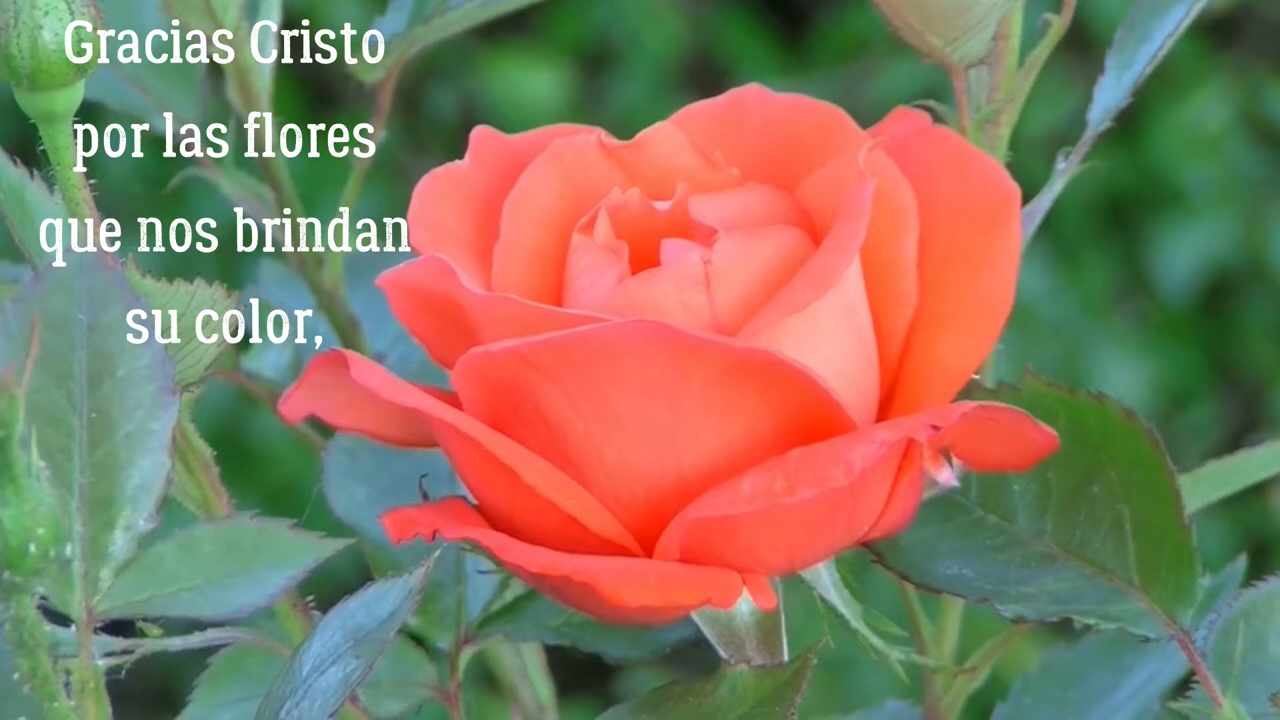 Gracias Cristo
por las flores
que nos brindan
su color,